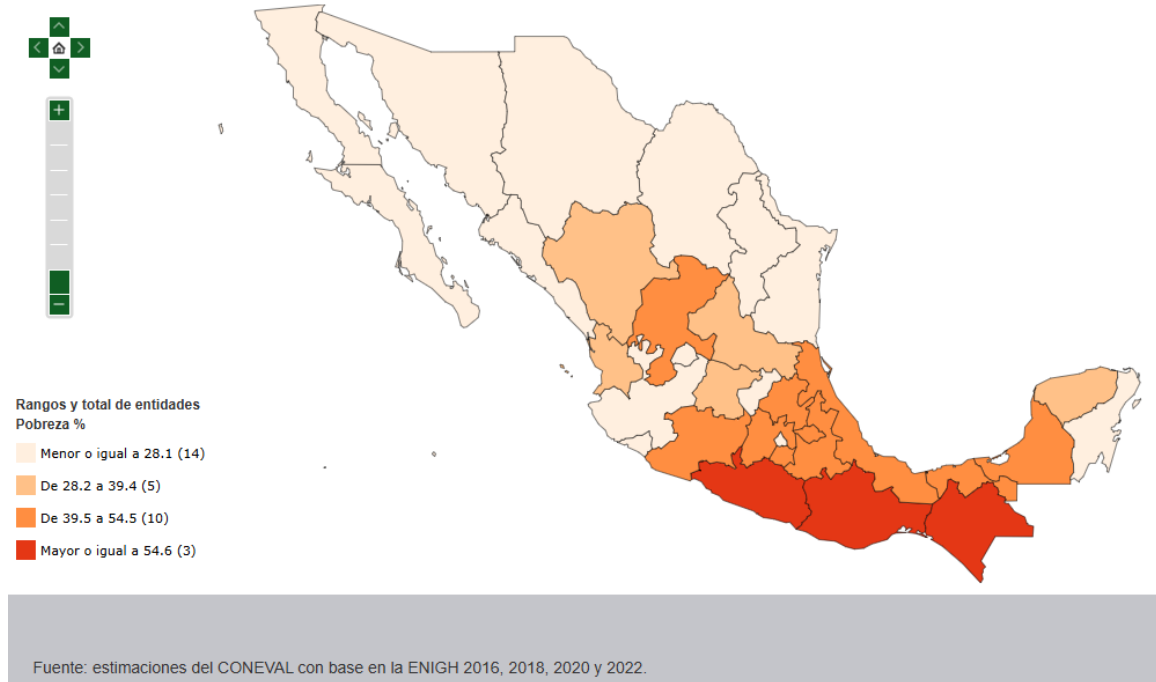 Rangos y total de entidades
Pobreza %
Menor o igual a 28.1 (14)
De 28.2 a 39.4 (5)
De 39.5 a 54.5 (10)
Mayor o igual a 54.6 (3)
Fuente: estimaciones del CONEVAL con base en la ENIGH 2016, 2018, 2020 y 2022.